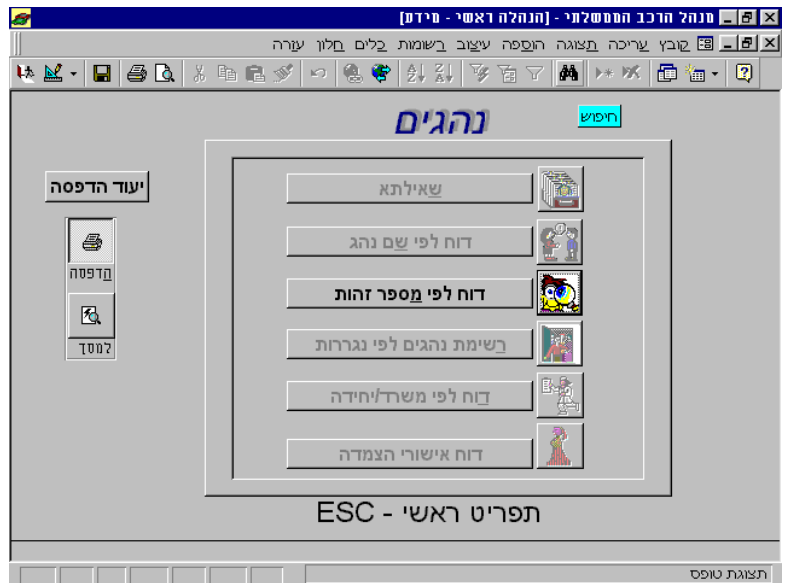 מנהל הרכב הממשלתי - [הנהלה ראשי - מידע]
קובץ עריכה תצוגה הוספה עיצוב רשומות כלים חלון עזרה
נהגים
חיפוש
יעוד הדפסה
הדפסה
למסך
שאילתא
דוח לפי שם נהג
דוח לפי מספר זהות
רשימת נהגים לפי נגררות
דוח לפי משרד/יחידה
דוח אישורי הצמדה
תפריט ראשי - ESC
תצוגת טופס